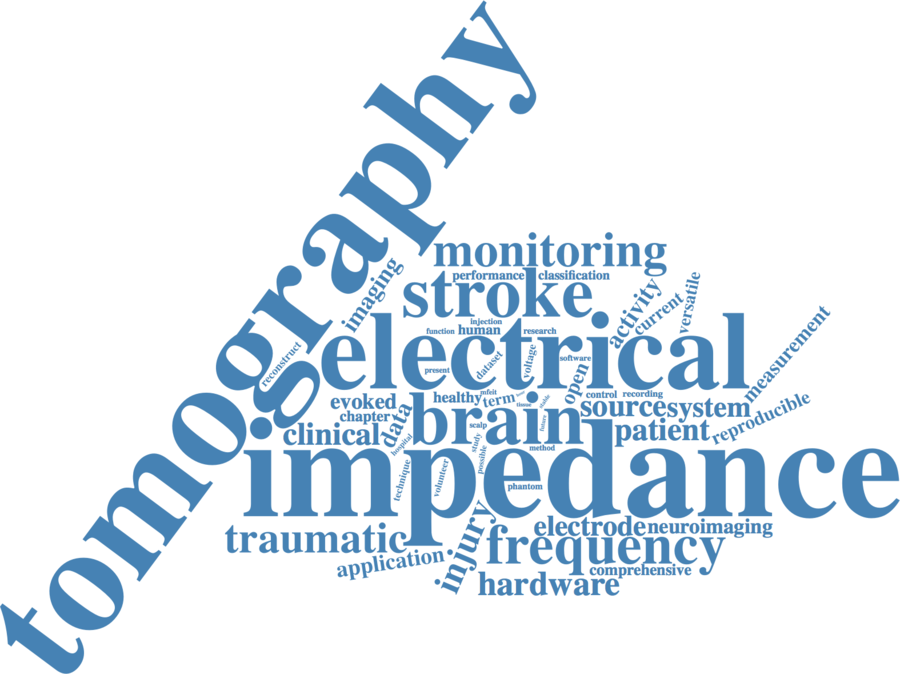 tomography
monitoring
performance
classification
imaging
stroke
activity
current
versatile
injection
function
human
research
electrical
measurement
reconstruct
dataset
voltage
software
present
open
evoked
healthy
mfeit
term
control
recording
chapter
data
brain
tissue
stable
future
scalp
source
system
reproducible
clinical
hospital
study
possible
method
patient
impedance
technique
volunteer
phantom
traumatic
injury
electrode
neuroimaging
frequency
application
comprehensive
hardware